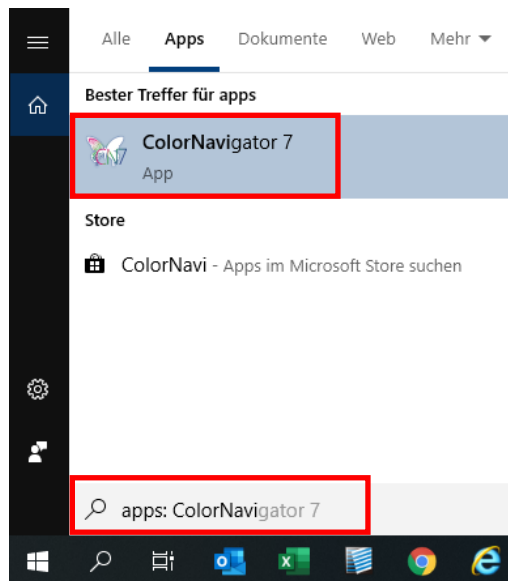 Alle Apps Dokumente Web Mehr
Bester Treffer für apps
ColorNavigator 7
App
Store
ColorNavi - Apps im Microsoft Store suchen
apps: ColorNavigator 7